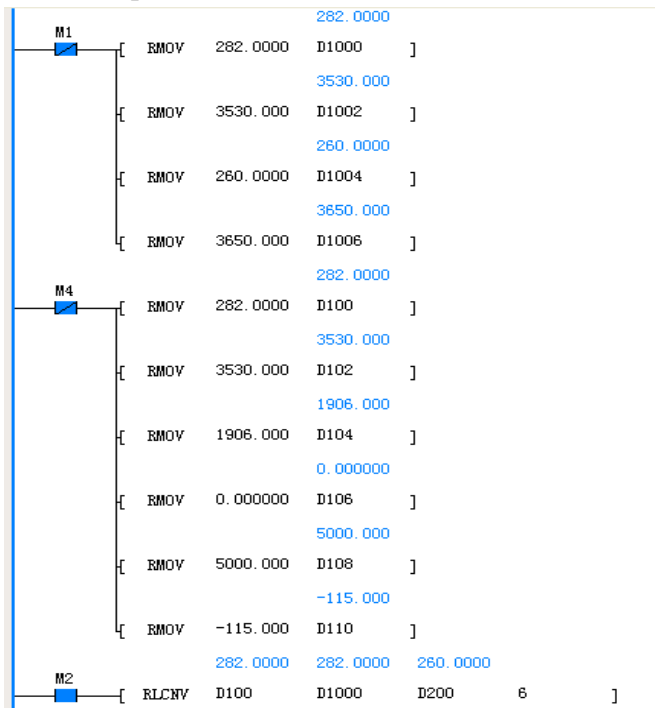 282.0000
M1
[ RMOV 282.0000 D1000 ]
3530.000
[ RMOV 3530.000 D1002 ]
260.0000
[ RMOV 260.0000 D1004 ]
3650.000
[ RMOV 3650.000 D1006 ]
282.0000
M4
[ RMOV 282.0000 D100 ]
3530.000
[ RMOV 3530.000 D102 ]
1906.000
[ RMOV 1906.000 D104 ]
0.000000
[ RMOV 0.000000 D106 ]
5000.000
[ RMOV 5000.000 D108 ]
-115.000
[ RMOV -115.000 D110 ]
282.0000 282.0000 260.0000
M2
[ RLCNV D100 D1000 D200 6 ]